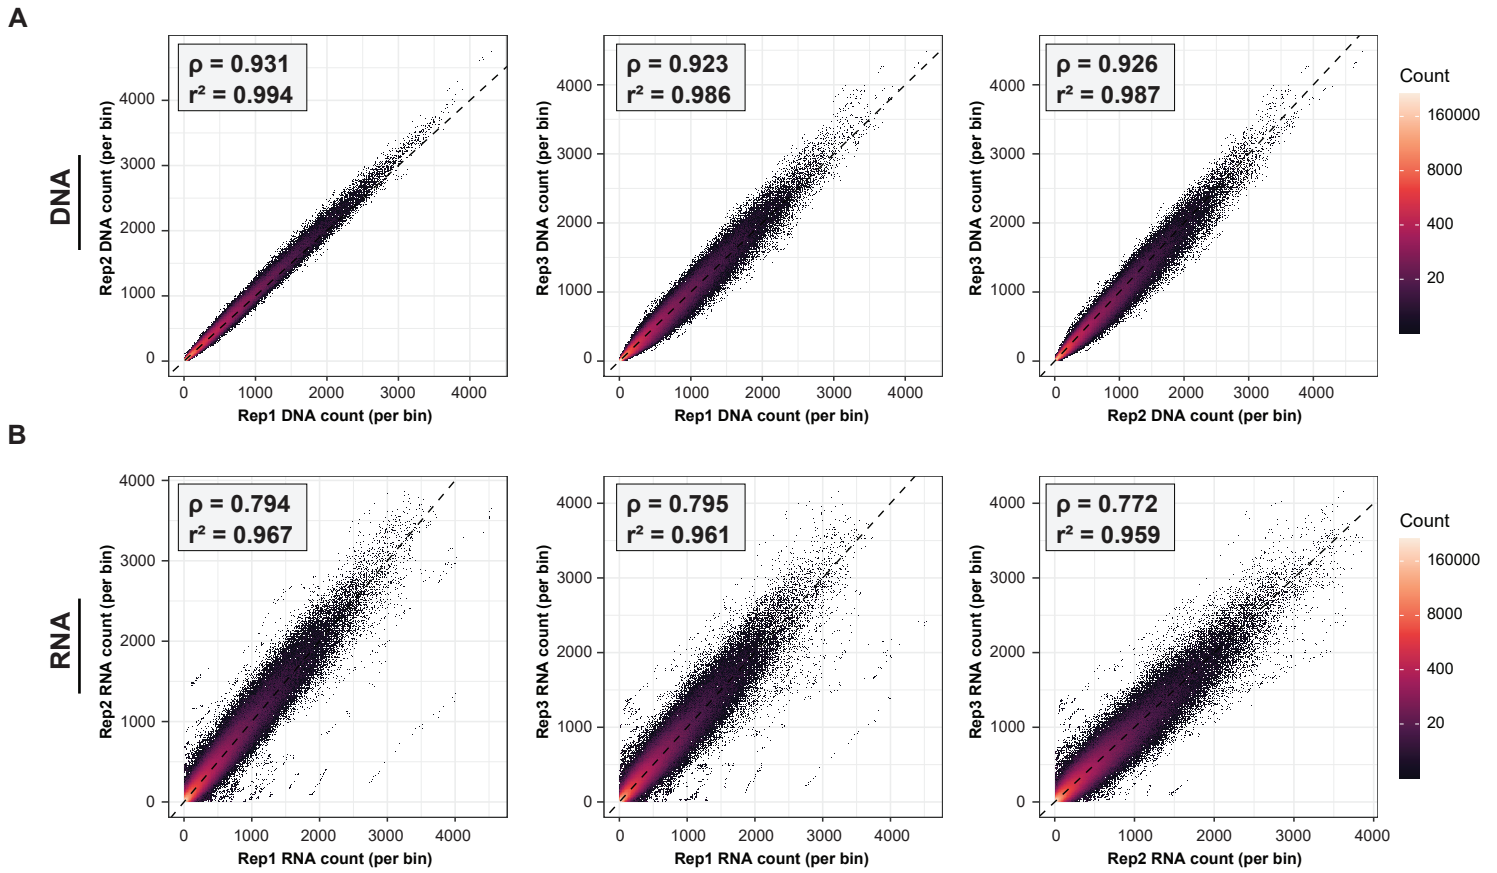 A
DNA
ρ = 0.931
r² = 0.994
Rep2 DNA count (per bin)
4000
3000
2000
1000
0
0 1000 2000 3000 4000
Rep1 DNA count (per bin)
ρ = 0.923
r² = 0.986
Rep3 DNA count (per bin)
4000
3000
2000
1000
0
0 1000 2000 3000 4000
Rep1 DNA count (per bin)
ρ = 0.926
r² = 0.987
Rep3 DNA count (per bin)
4000
3000
2000
1000
0
0 1000 2000 3000 4000
Rep2 DNA count (per bin)
Count
160000
8000
400
20
B
RNA
ρ = 0.794
r² = 0.967
Rep2 RNA count (per bin)
4000
3000
2000
1000
0
0 1000 2000 3000 4000
Rep1 RNA count (per bin)
ρ = 0.795
r² = 0.961
Rep3 RNA count (per bin)
4000
3000
2000
1000
0
0 1000 2000 3000 4000
Rep1 RNA count (per bin)
ρ = 0.772
r² = 0.959
Rep3 RNA count (per bin)
4000
3000
2000
1000
0
0 1000 2000 3000 4000
Rep2 RNA count (per bin)
Count
160000
8000
400
20